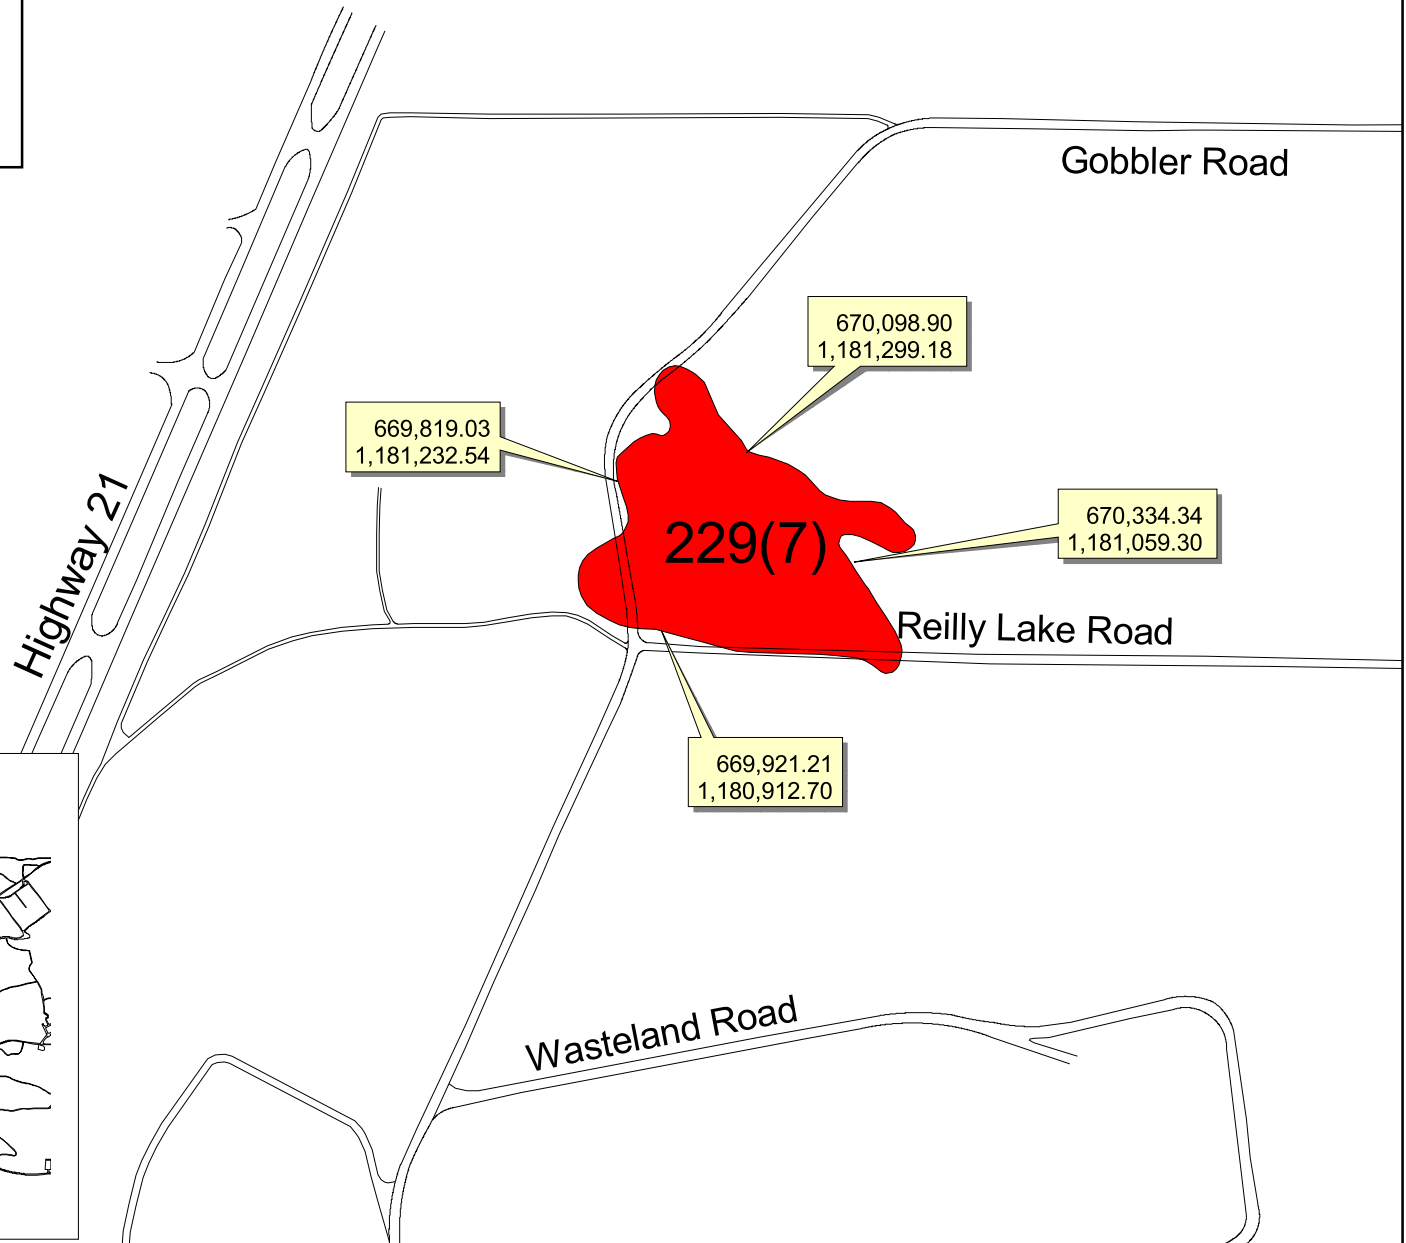 Gobbler Road
670,098.90
1,181,299.18
669,819.03
1,181,232.54
Highway 21
670,334.34
1,181,059.30
229(7)
Reilly Lake Road
669,921.21
1,180,912.70
Wasteland Road